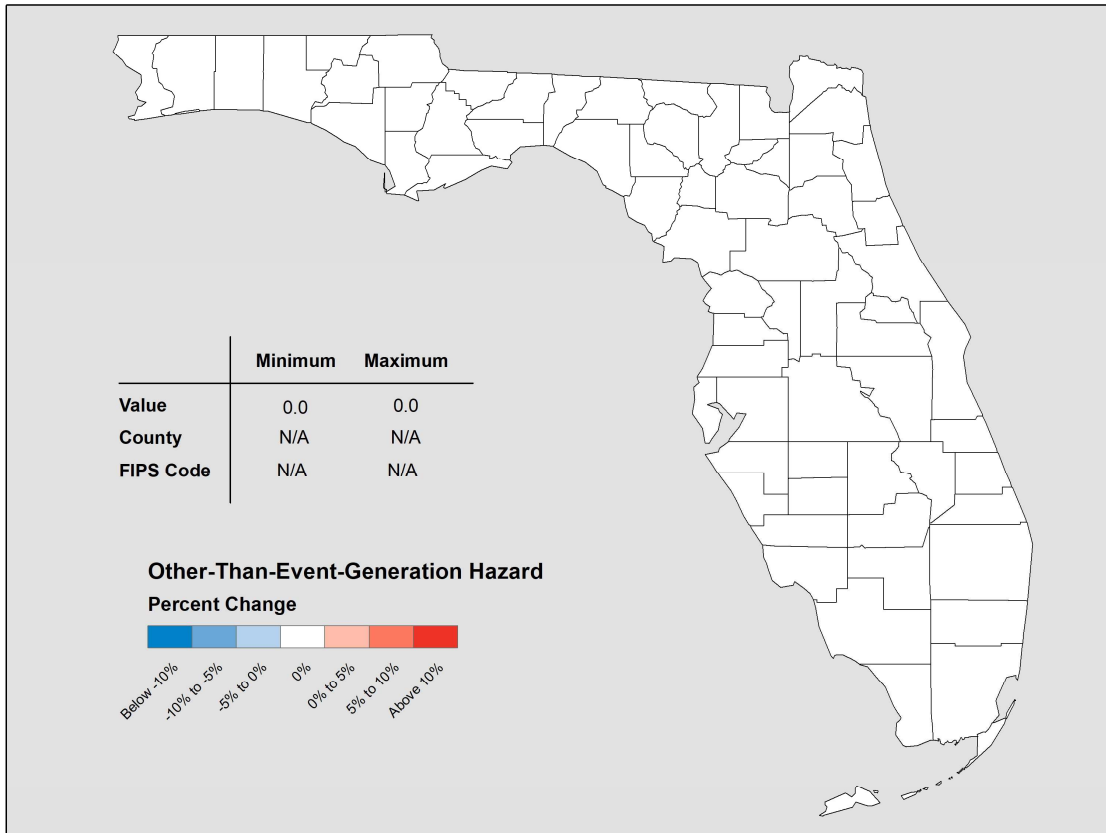 Minimum Maximum
Value 0.0 0.0
County N/A N/A
FIPS Code N/A N/A
Other-Than-Event-Generation Hazard
Percent Change
Below -10% -10% to -5% -5% to 0% 0% 0% to 5% 5% to 10% Above 10%